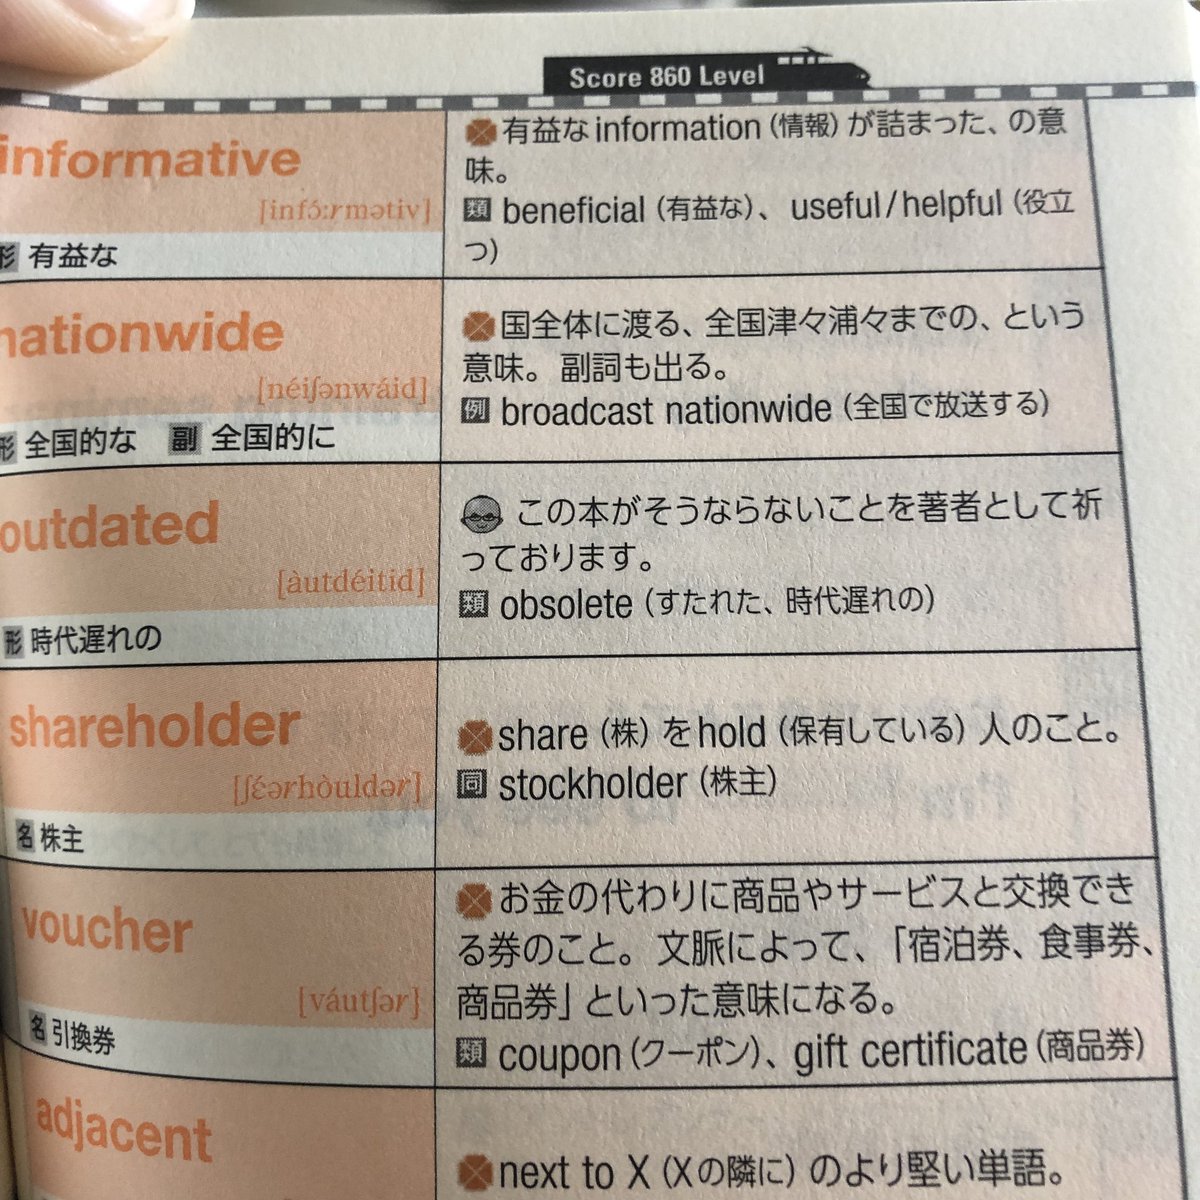 Score 860 Level
informative
[infɔ́ːrmətiv]
形 有益な
有益なinformation（情報）が詰まった、の意
味。
類 beneficial（有益な）、useful/helpful（役立
つ）
nationwide
[néiʃənwáid]
形 全国的な 副 全国的に
国全体に渡る、全国津々浦々までの、という
意味。副詞も出る。
例 broadcast nationwide（全国で放送する）
outdated
[àutdéitid]
形 時代遅れの
この本がそうならないことを著者として祈
っております。
類 obsolete（すたれた、時代遅れの）
shareholder
[ʃéərhòuldər]
名 株主
share（株）をhold（保有している）人のこと。
同 stockholder（株主）
voucher
[váutʃər]
名 引換券
お金の代わりに商品やサービスと交換でき
る券のこと。文脈によって、「宿泊券、食事券、
商品券」といった意味になる。
類 coupon（クーポン）、gift certificate（商品券）
adjacent
next to X（Xの隣に）のより堅い単語。